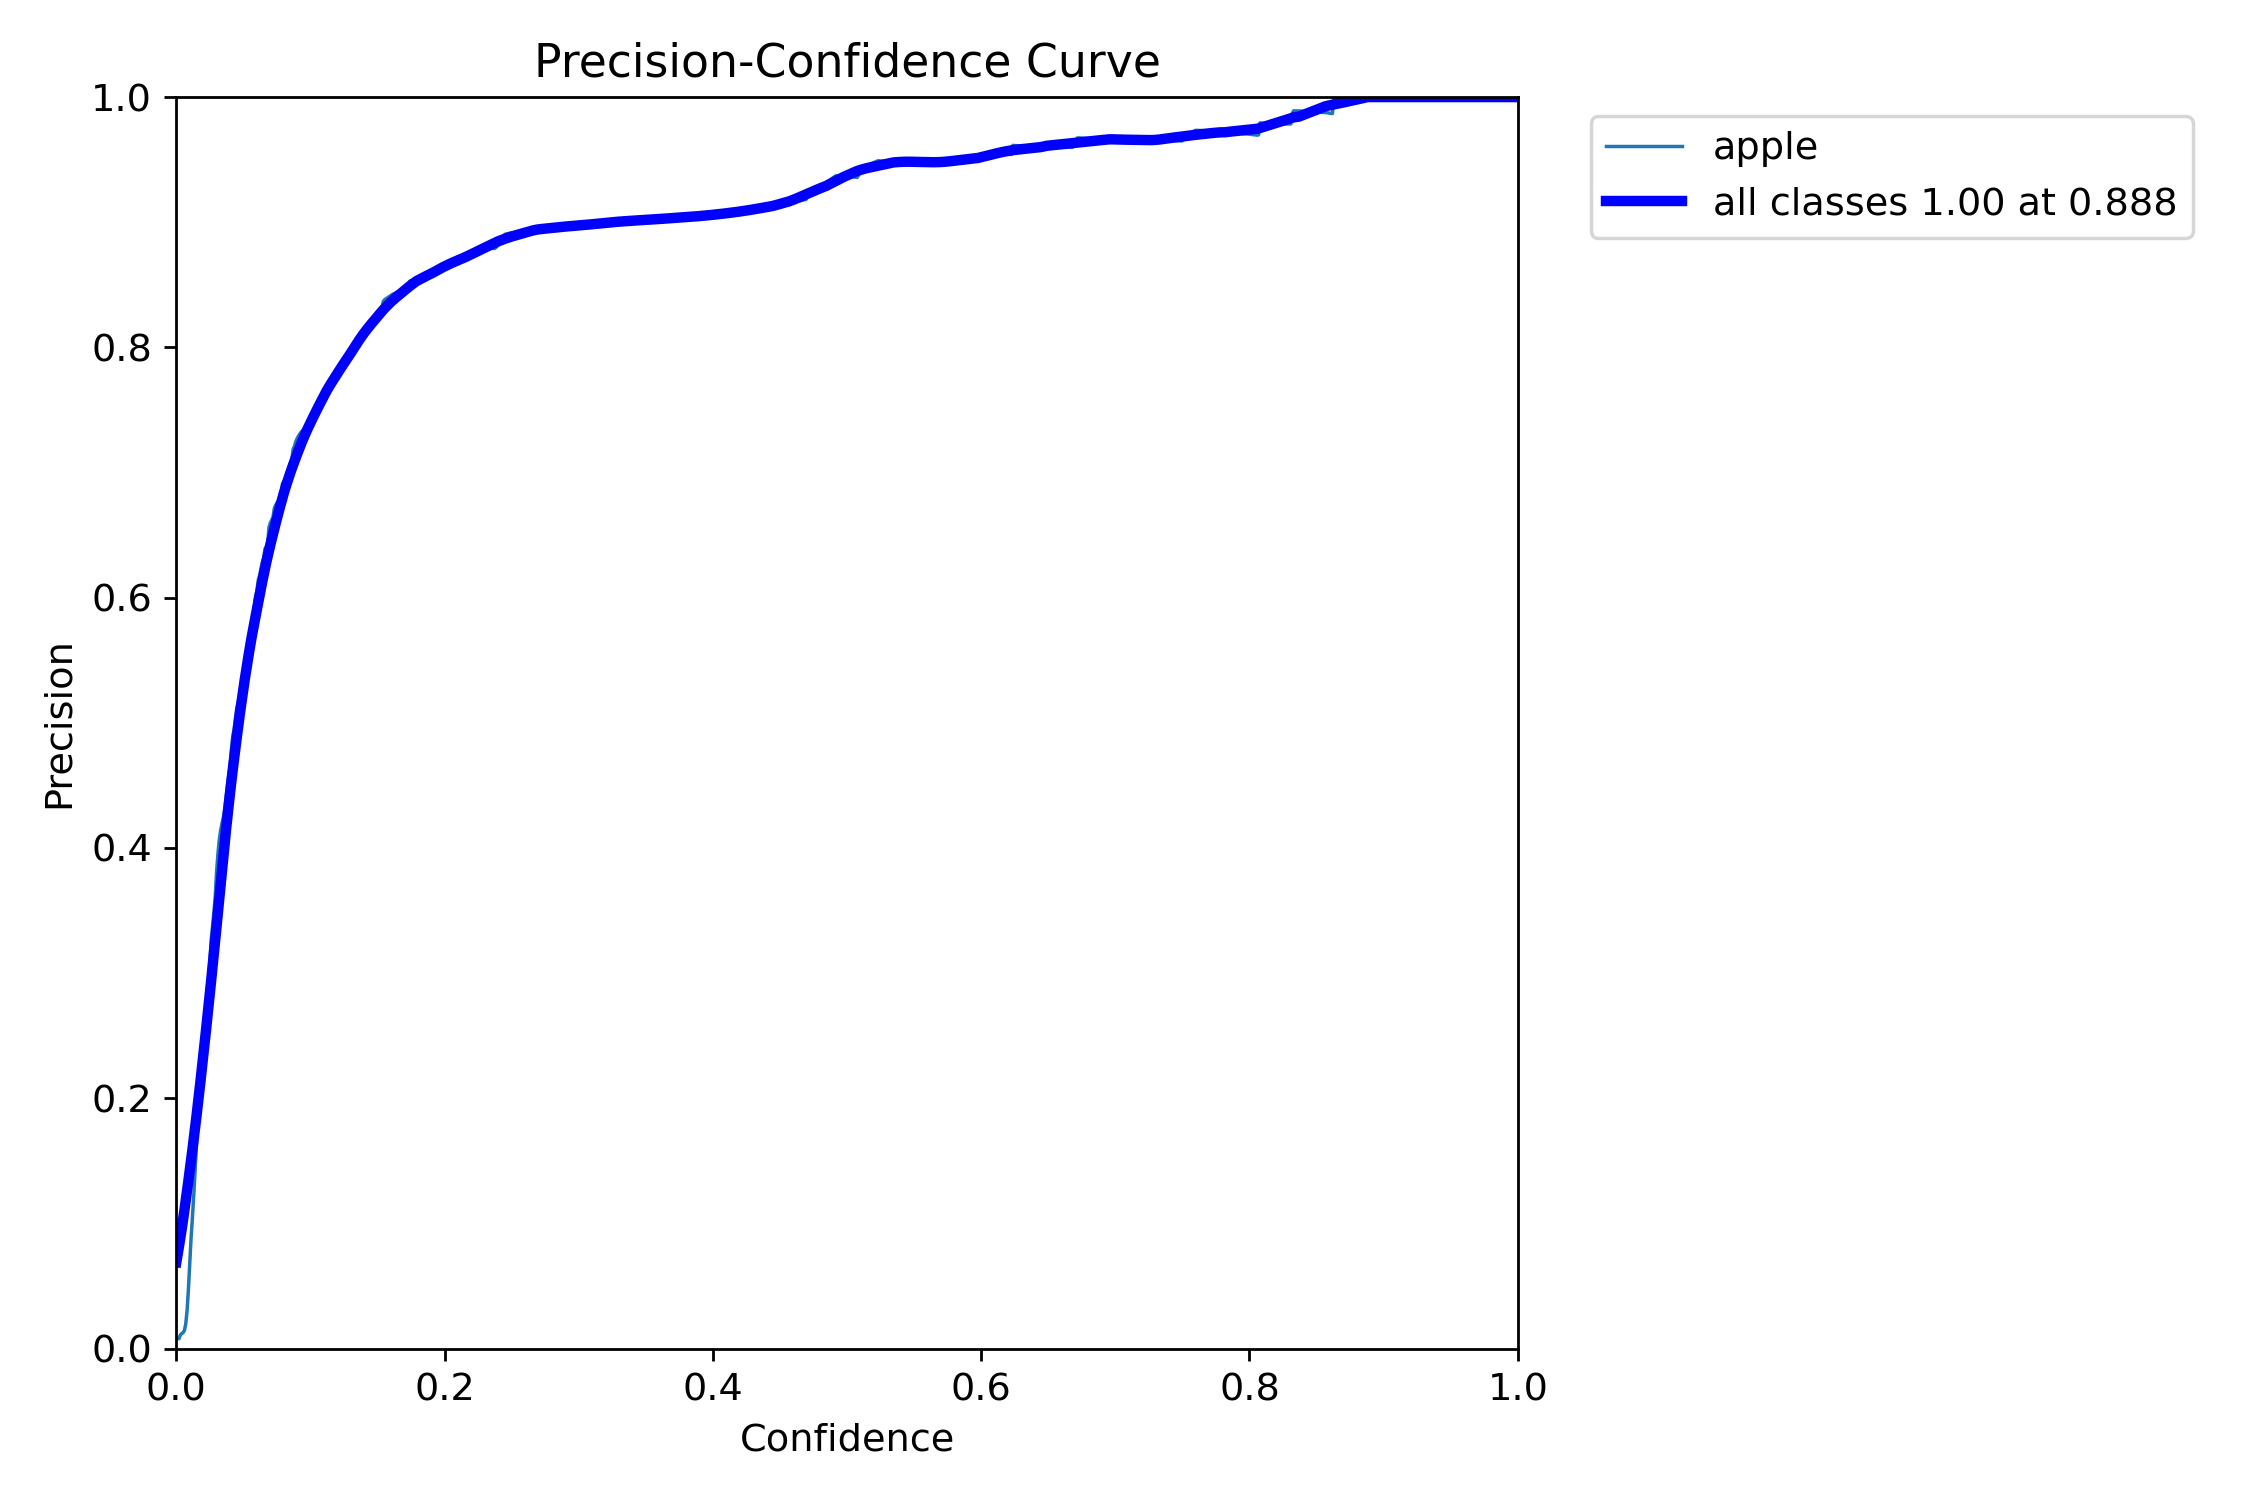 Precision-Confidence Curve
1.0
0.8
0.6
0.4
0.2
0.0
Precision
0.0 0.2 0.4 0.6 0.8 1.0
Confidence
apple
all classes 1.00 at 0.888